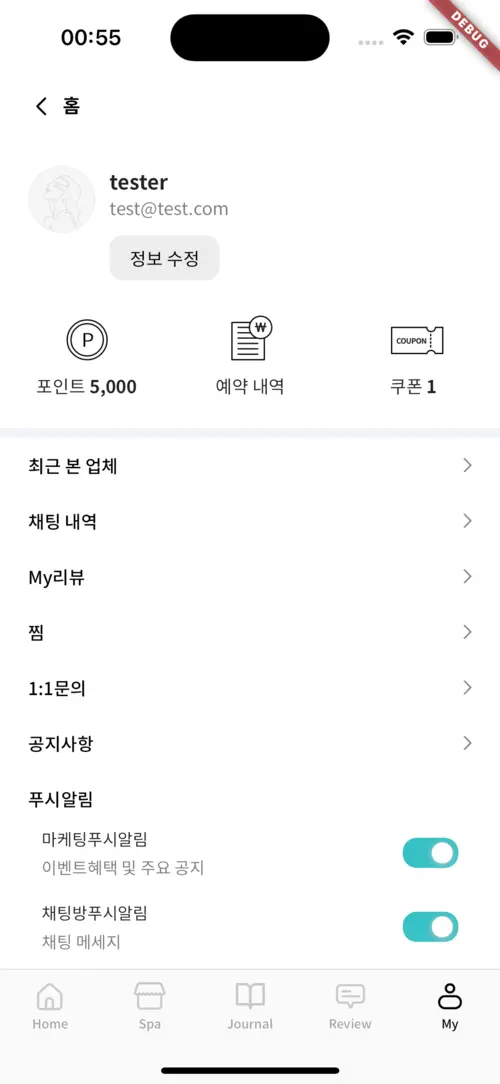 00:55
DEBUG
홈
tester
test@test.com
정보 수정
P
₩
COUPON
포인트 5,000
예약 내역
쿠폰 1
최근 본 업체
채팅 내역
My리뷰
찜
1:1문의
공지사항
푸시알림
마케팅푸시알림
이벤트혜택 및 주요 공지
채팅방푸시알림
채팅 메세지
Home
Spa
Journal
Review
My